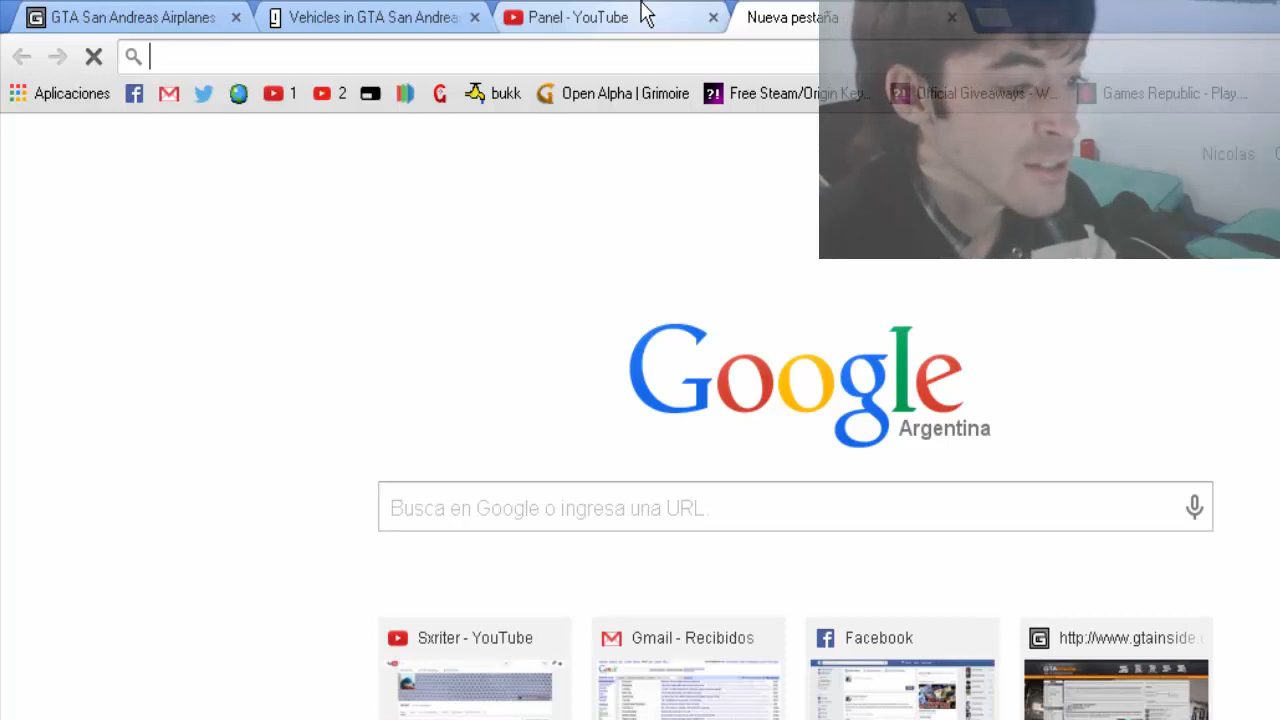 GTA San Andreas Airplanes
Vehicles in GTA San Andrea
Panel - YouTube
Nueva pestaña
Aplicaciones
1
2
bukk
Open Alpha | Grimoire
Free Steam/Origin Key...
Official Giveaways - W...
Games Republic - Play....
Nicolas
Google
Argentina
Busca en Google o ingresa una URL.
Sxriter - YouTube
Gmail - Recibidos
Facebook
http://www.gtainside.